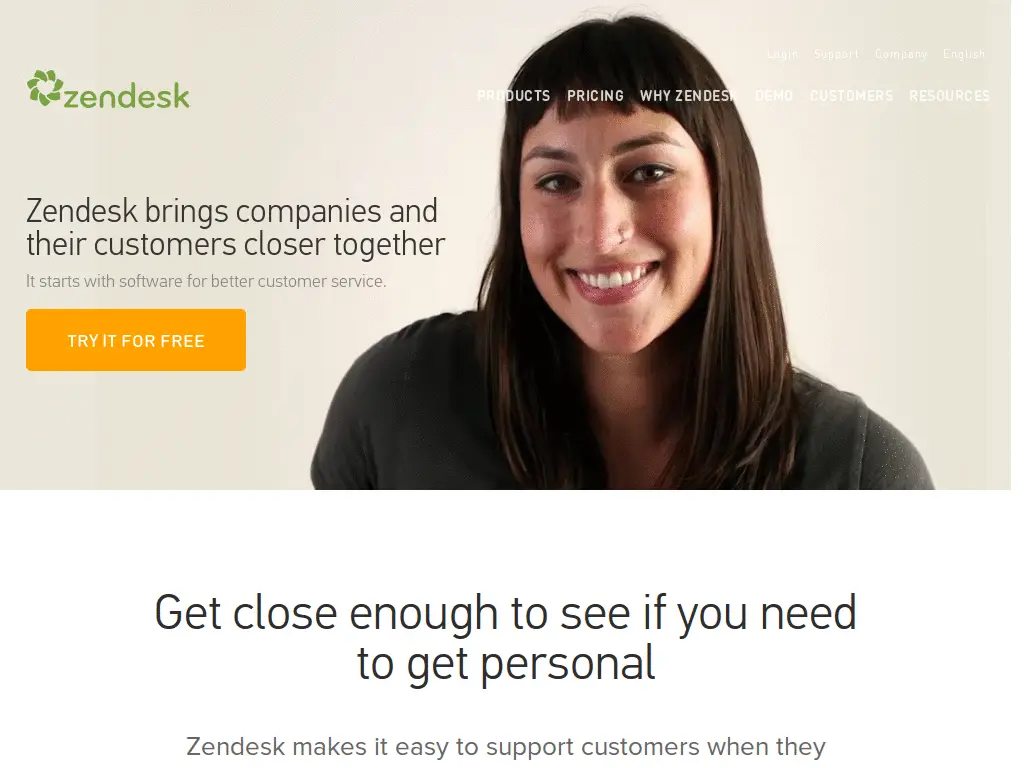 Login Support Company English
zendesk
PRODUCTS PRICING WHY ZENDESK DEMO CUSTOMERS RESOURCES
Zendesk brings companies and
their customers closer together
It starts with software for better customer service.
TRY IT FOR FREE
Get close enough to see if you need
to get personal
Zendesk makes it easy to support customers when they